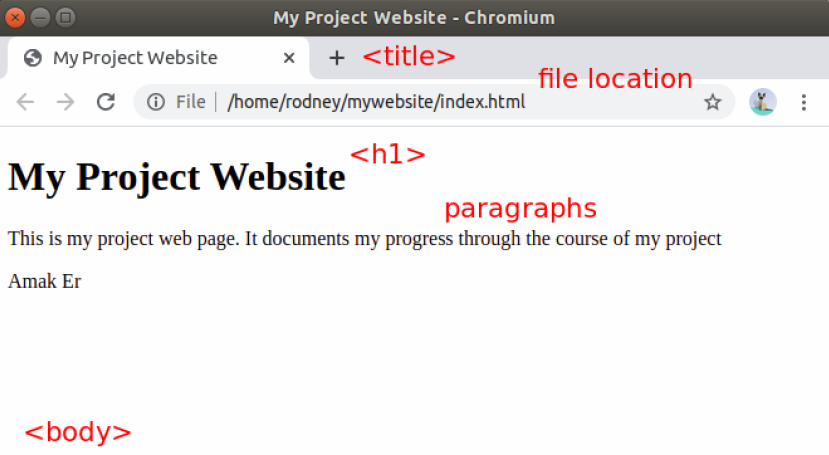 My Project Website - Chromium
My Project Website
<title>
file location
File
/home/rodney/mywebsite/index.html
<h1>
My Project Website
paragraphs
This is my project web page. It documents my progress through the course of my project
Amak Er
<body>